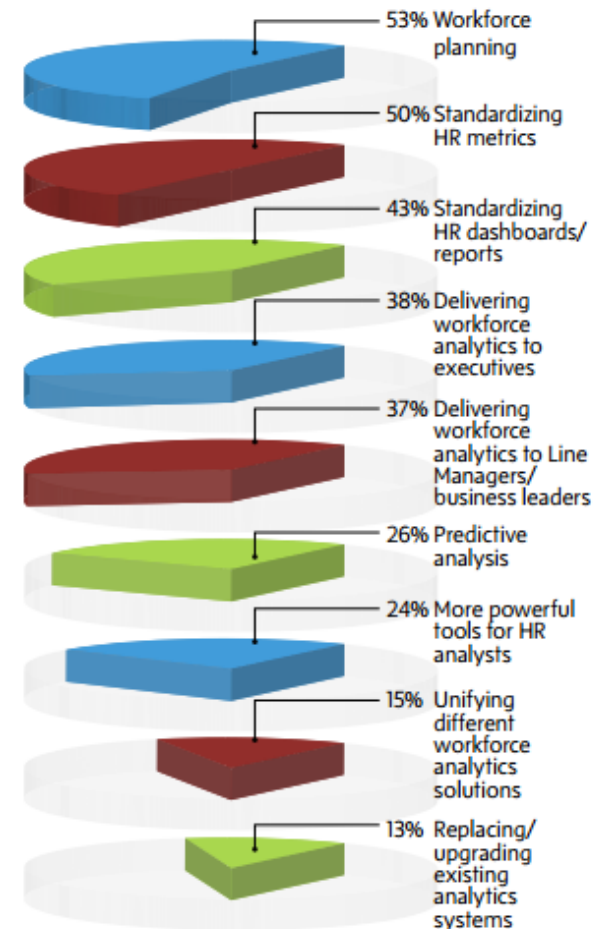 53% Workforce
planning
50% Standardizing
HR metrics
43% Standardizing
HR dashboards/
reports
38% Delivering
workforce
analytics to
executives
37% Delivering
workforce
analytics to Line
Managers/
business leaders
26% Predictive
analysis
24% More powerful
tools for HR
analysts
15% Unifying
different
workforce
analytics
solutions
13% Replacing/
upgrading
existing
analytics
systems